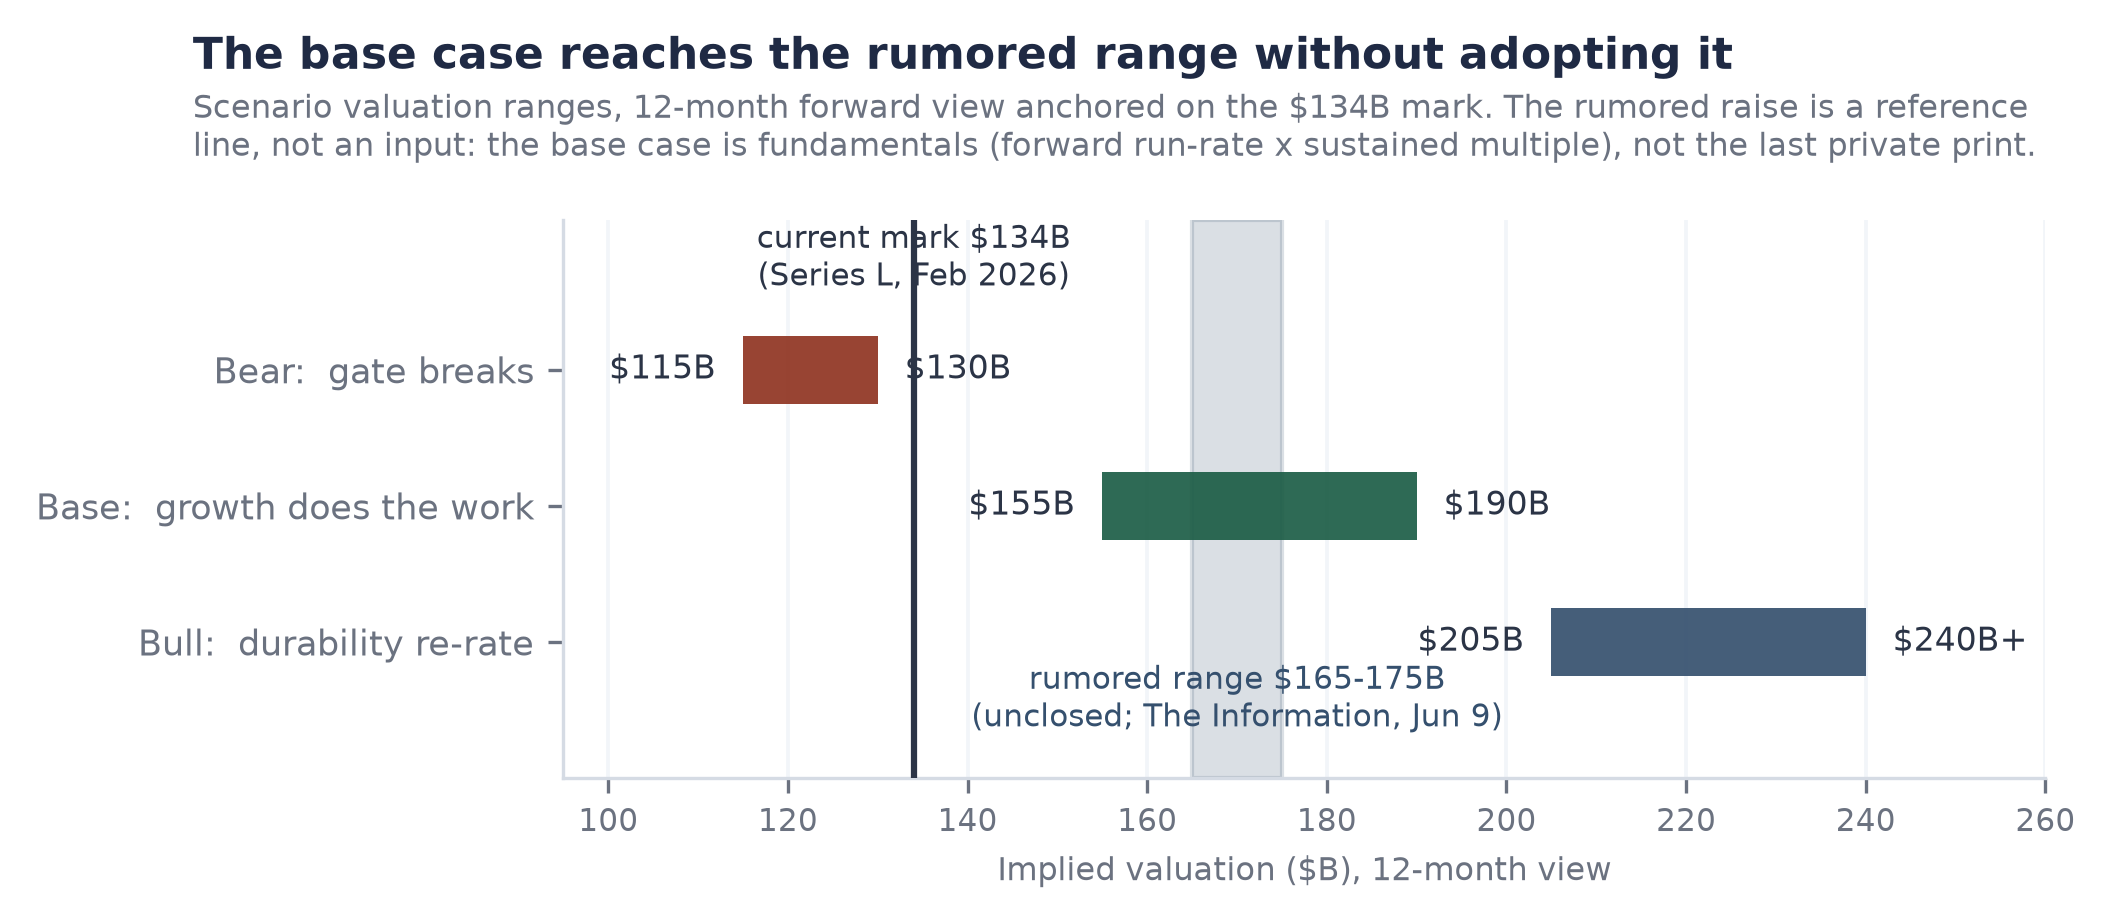 The base case reaches the rumored range without adopting it
Scenario valuation ranges, 12-month forward view anchored on the $134B mark. The rumored raise is a reference
line, not an input: the base case is fundamentals (forward run-rate x sustained multiple), not the last private print.
current mark $134B
(Series L, Feb 2026)
Bear:  gate breaks
$115B
$130B
Base:  growth does the work
$155B
$190B
Bull:  durability re-rate
$205B
$240B+
rumored range $165-175B
(unclosed; The Information, Jun 9)
100 120 140 160 180 200 220 240 260
Implied valuation ($B), 12-month view